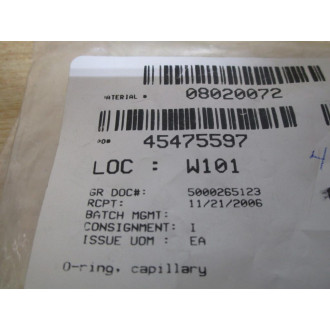 MATERIAL # 08020072
PO# 45475597
LOC : W101
GR DOC#: 5000265123
RCPT: 11/21/2006
BATCH MGMT:
CONSIGNMENT: I
ISSUE UOM : EA
O-ring, capillary
4